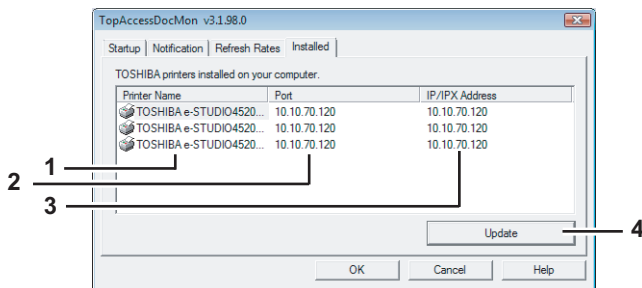 TopAccessDocMon v3.1.98.0
Startup Notification Refresh Rates Installed
TOSHIBA printers installed on your computer.
Printer Name Port IP/IPX Address
TOSHIBA e-STUDIO4520... 10.10.70.120 10.10.70.120
TOSHIBA e-STUDIO4520... 10.10.70.120 10.10.70.120
TOSHIBA e-STUDIO4520... 10.10.70.120 10.10.70.120
1
2
3
Update 4
OK Cancel Help